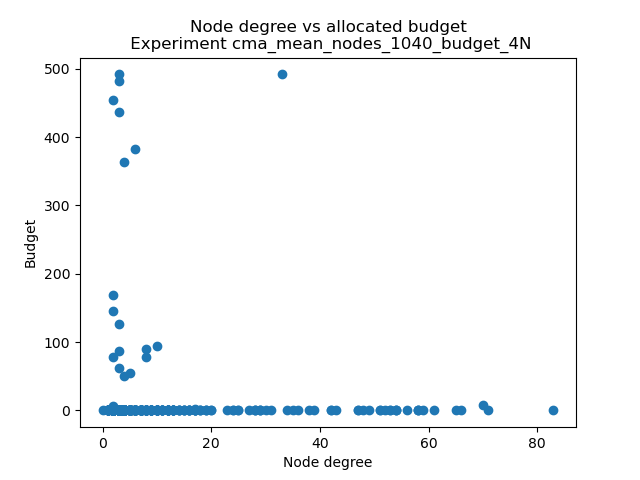 Node degree vs allocated budget
Experiment cma_mean_nodes_1040_budget_4N
500
400
300
200
100
0
Budget
0 20 40 60 80
Node degree